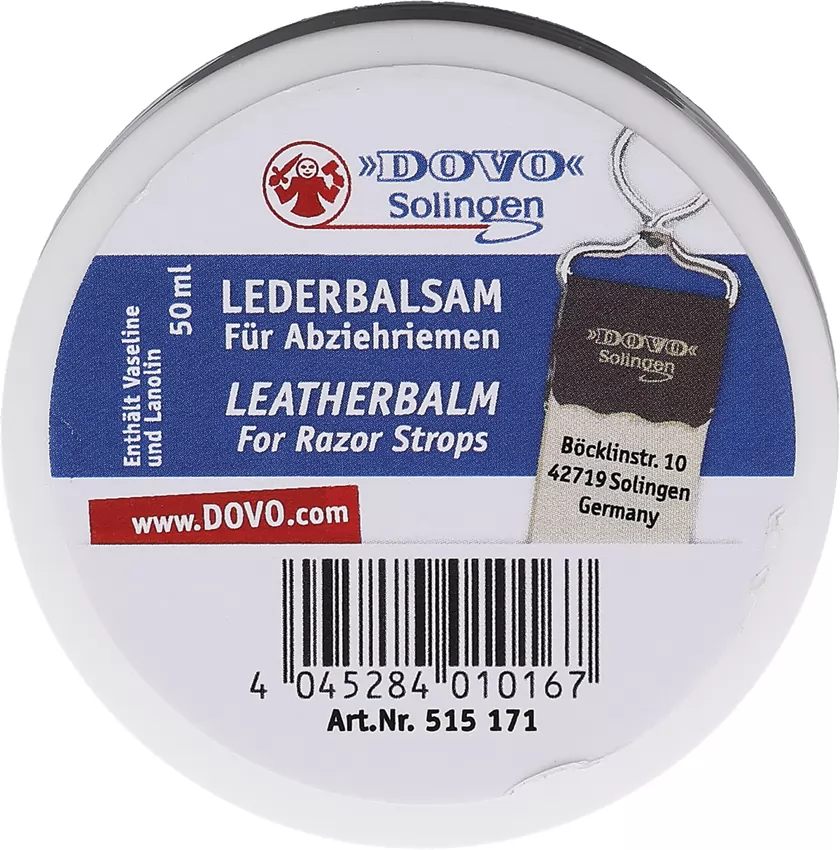 »DOVO«
Solingen
Enthält Vaseline
und Lanolin
50 ml
LEDERBALSAM
Für Abziehriemen
LEATHERBALM
For Razor Strops
»DOVO«
Solingen
Böcklinstr. 10
42719 Solingen
Germany
www.DOVO.com
4 045284 010167
Art.Nr. 515 171